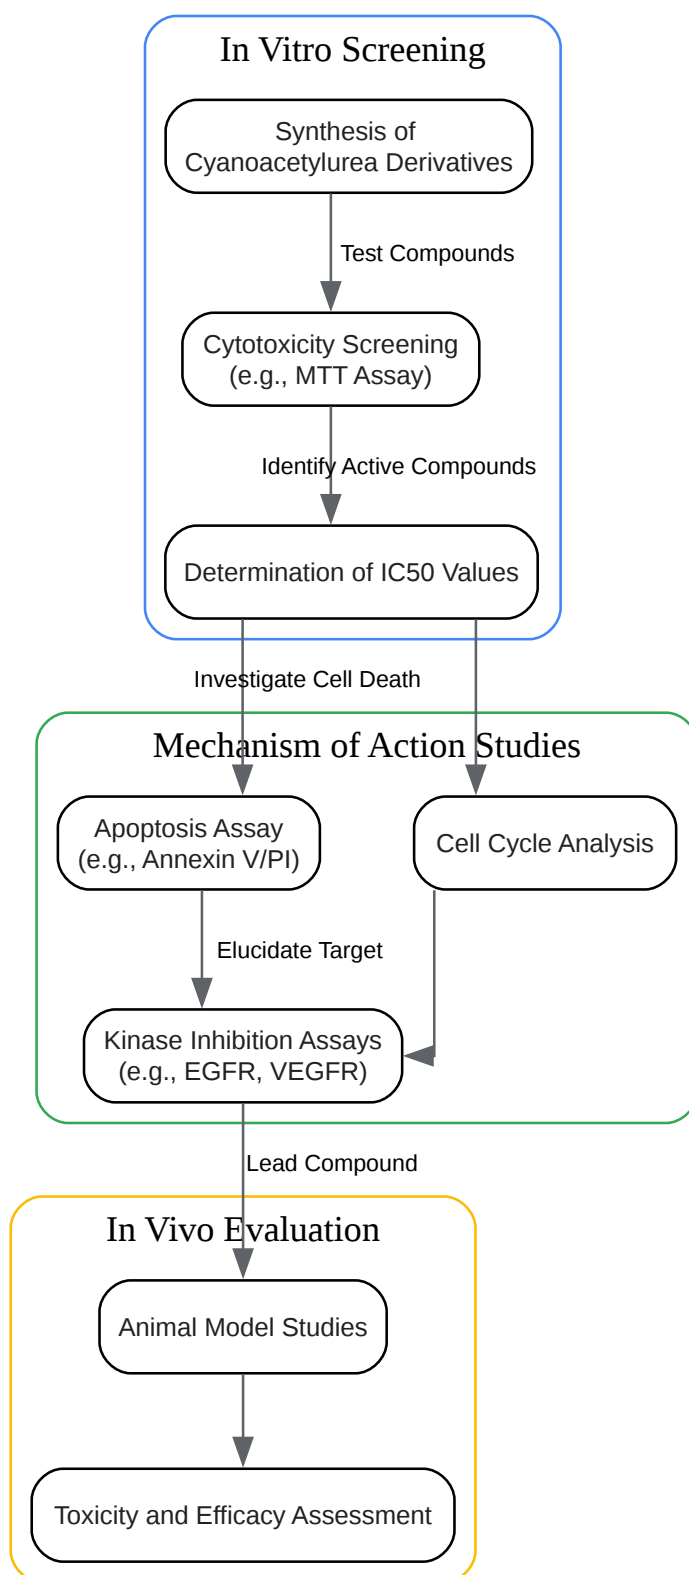 In Vitro Screening
Synthesis of
Cyanoacetylurea Derivatives
Test Compounds
Cytotoxicity Screening
(e.g., MTT Assay)
Identify Active Compounds
Determination of IC50 Values
Investigate Cell Death
Mechanism of Action Studies
Apoptosis Assay
(e.g., Annexin V/PI)
Cell Cycle Analysis
Elucidate Target
Kinase Inhibition Assays
(e.g., EGFR, VEGFR)
Lead Compound
In Vivo Evaluation
Animal Model Studies
Toxicity and Efficacy Assessment